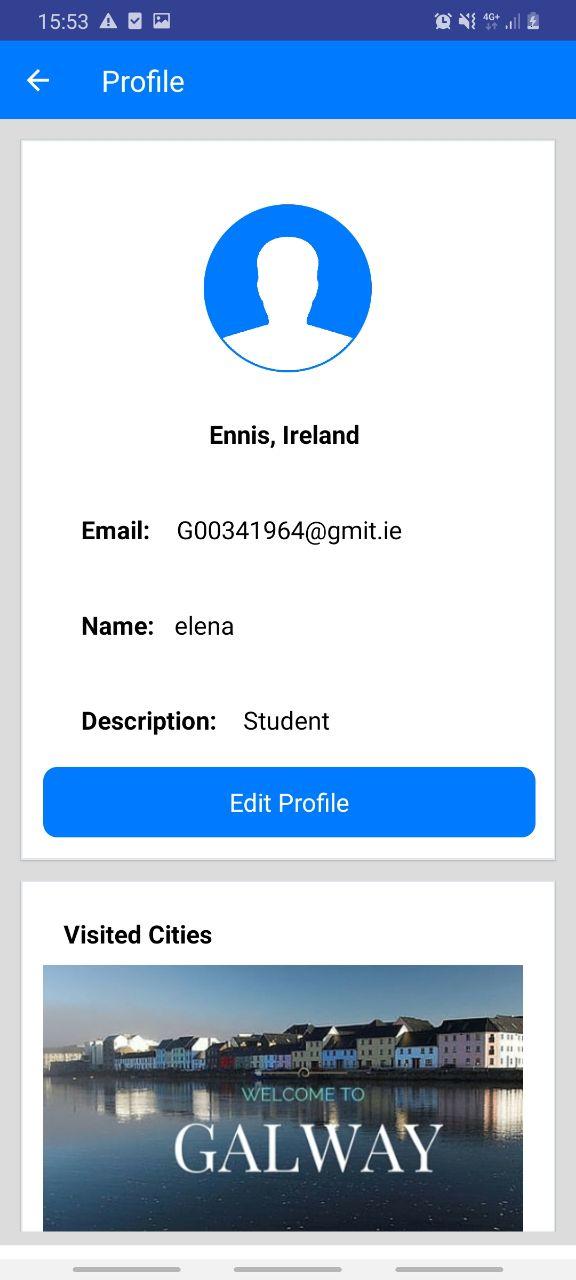 15:53 4G+
Profile
Ennis, Ireland
Email: G00341964@gmit.ie
Name: elena
Description: Student
Edit Profile
Visited Cities
WELCOME TO
GALWAY